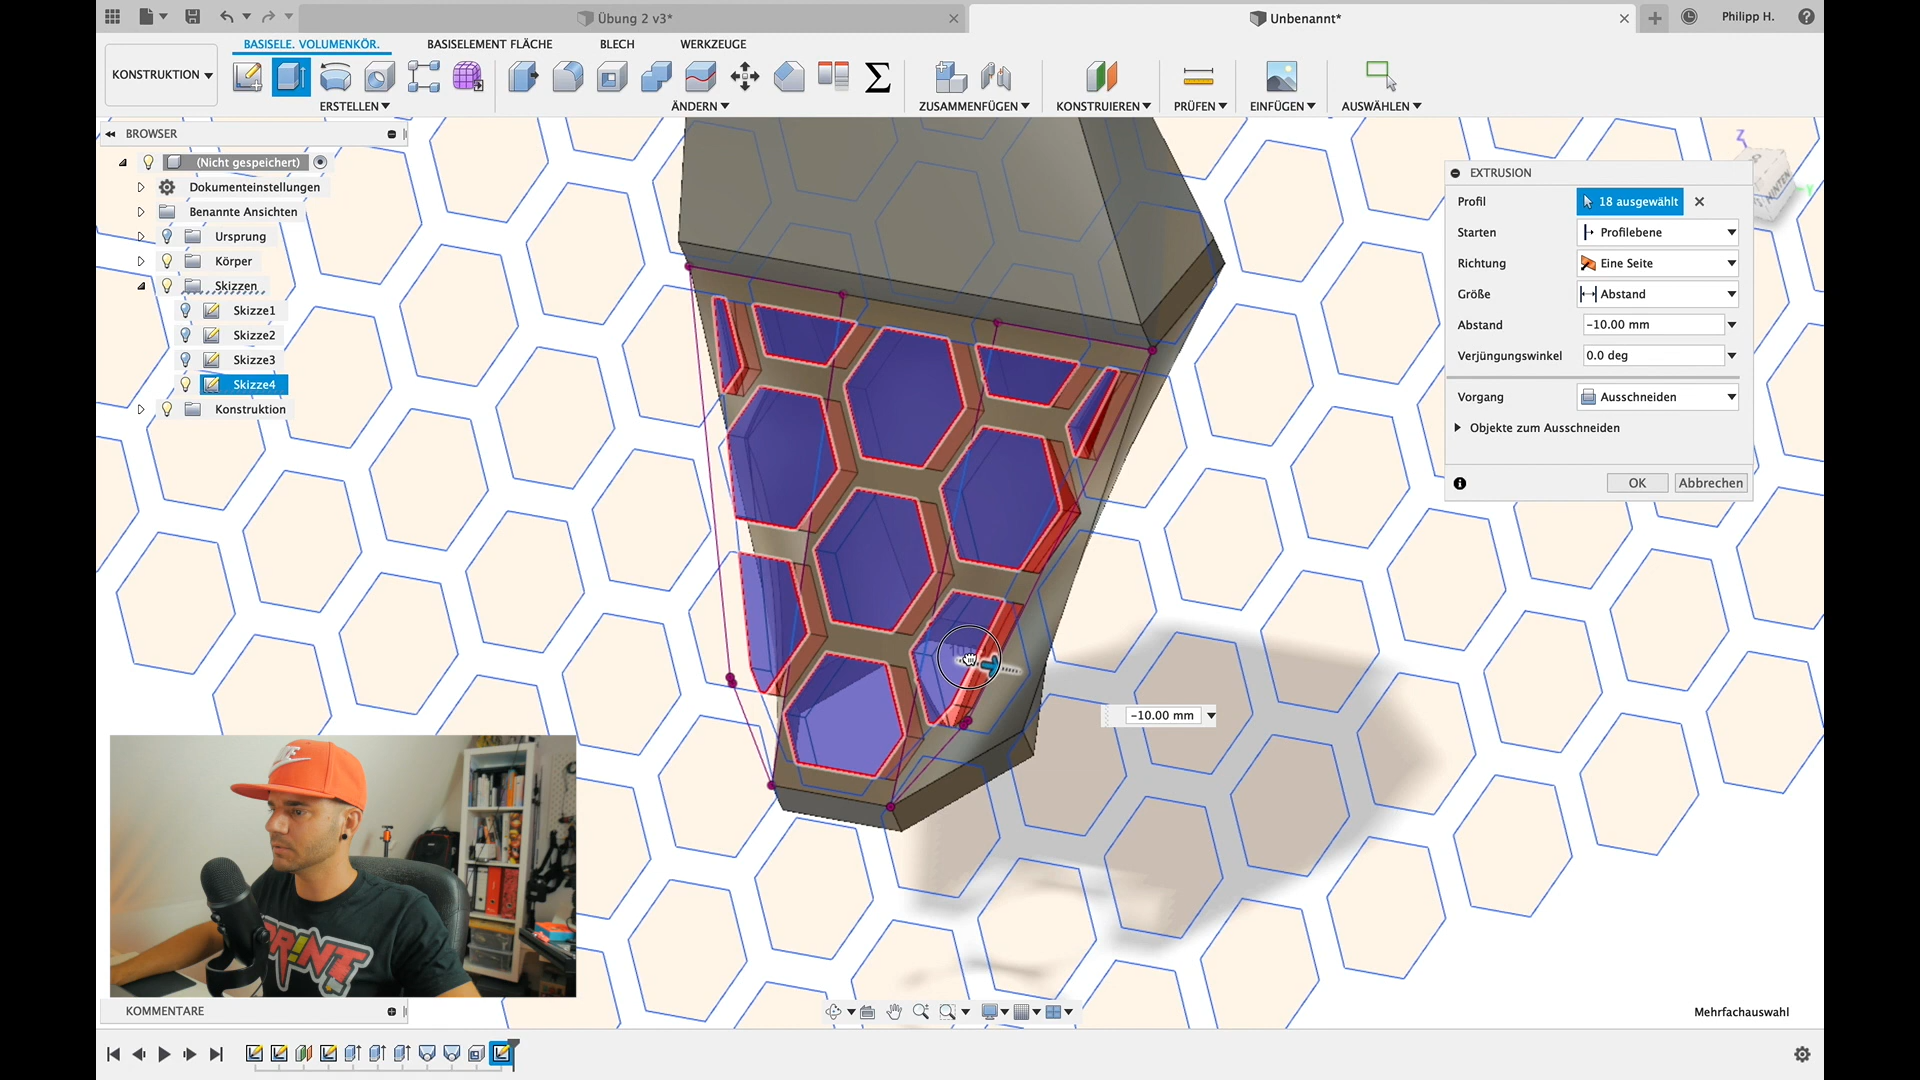 Übung 2 v3*
Unbenannt*
Philipp H.
BASISELE. VOLUMENKÖR.
BASISELEMENT FLÄCHE
BLECH
WERKZEUGE
KONSTRUKTION
ERSTELLEN
ÄNDERN
ZUSAMMENFÜGEN
KONSTRUIEREN
PRÜFEN
EINFÜGEN
AUSWÄHLEN
BROWSER
(Nicht gespeichert)
Dokumenteinstellungen
Benannte Ansichten
Ursprung
Körper
Skizzen
Skizze1
Skizze2
Skizze3
Skizze4
Konstruktion
Z
HINTEN
Y
EXTRUSION
Profil 18 ausgewählt
Starten Profilebene
Richtung Eine Seite
Größe Abstand
Abstand -10.00 mm
Verjüngungswinkel 0.0 deg
Vorgang Ausschneiden
Objekte zum Ausschneiden
OK Abbrechen
-10.00 mm
PRINT
KOMMENTARE
Mehrfachauswahl